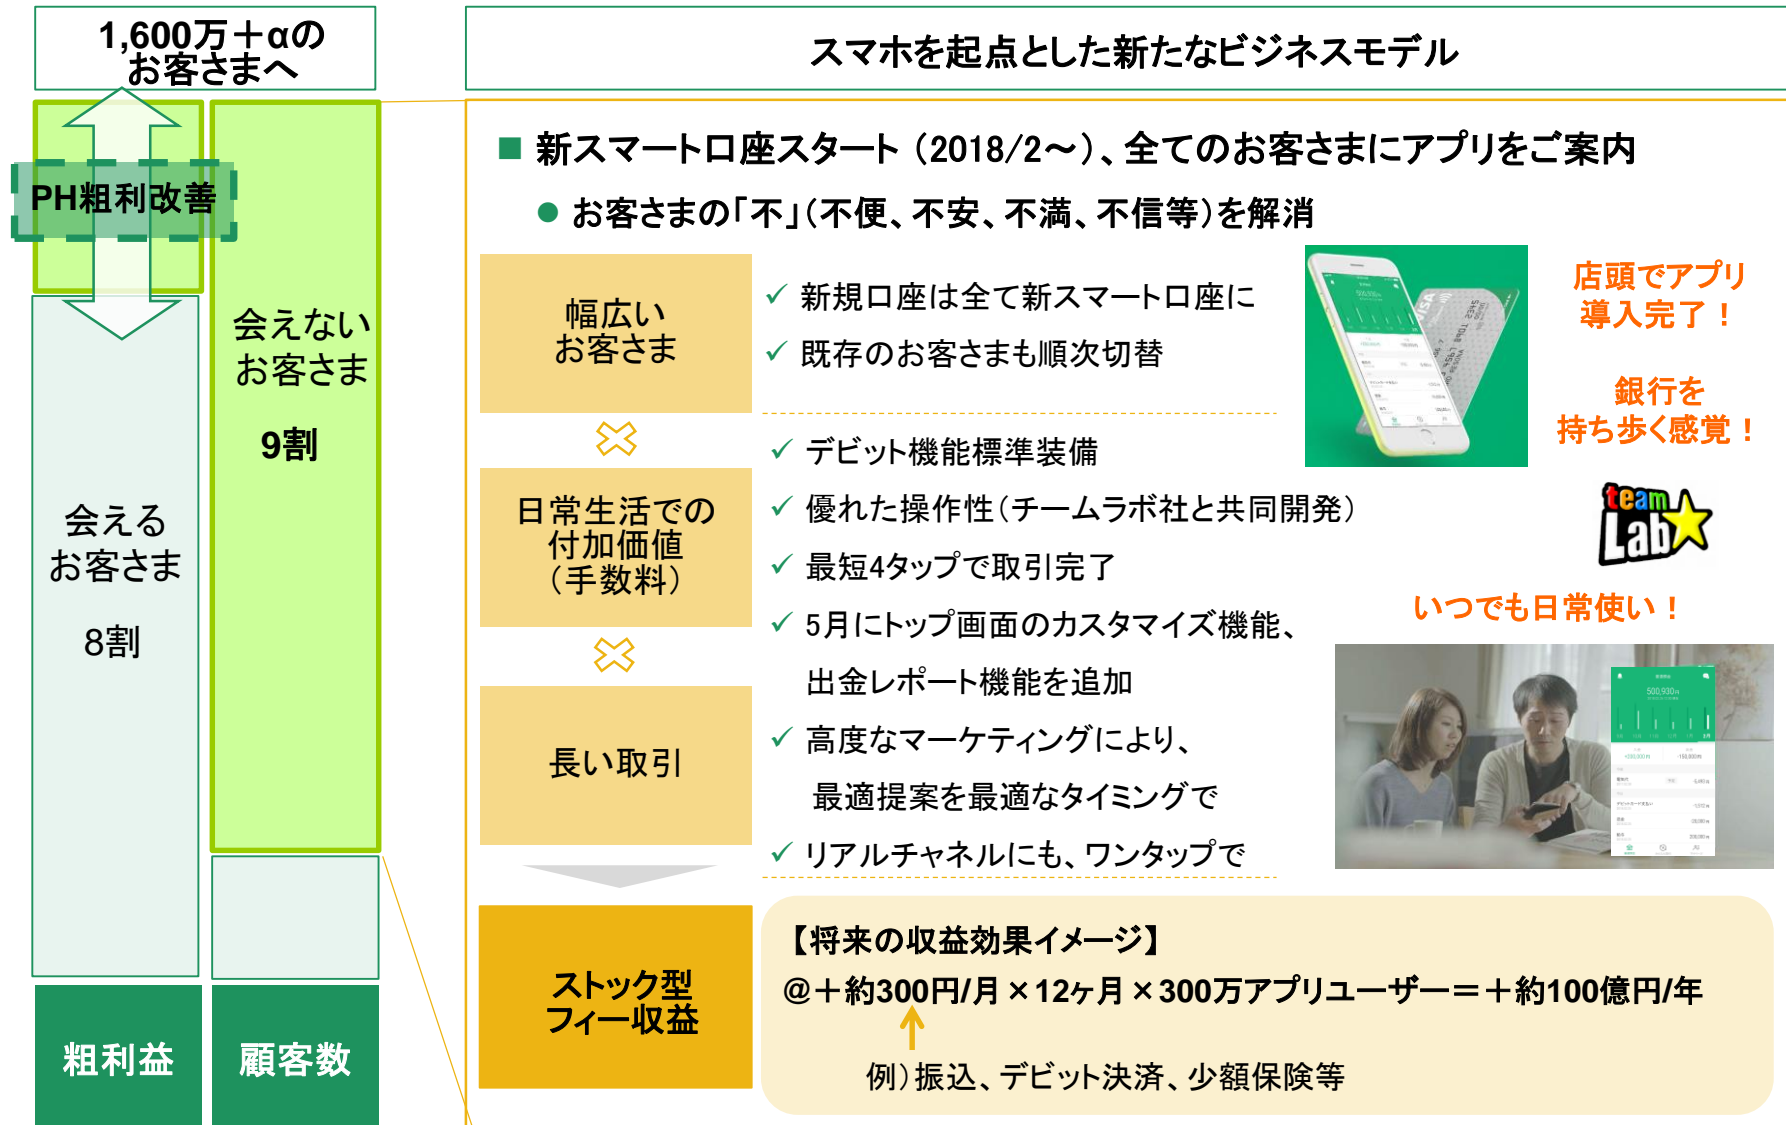 1,600万＋αの
お客さまへ
PH粗利改善
会える
お客さま
8割
会えない
お客さま
9割
粗利益
顧客数
スマホを起点とした新たなビジネスモデル
■ 新スマート口座スタート（2018/2～）、全てのお客さまにアプリをご案内
● お客さまの「不」（不便、不安、不満、不信等）を解消
幅広い
お客さま
✓ 新規口座は全て新スマート口座に
✓ 既存のお客さまも順次切替
店頭でアプリ
導入完了！
銀行を
持ち歩く感覚！
VISA
日常生活での
付加価値
（手数料）
✓ デビット機能標準装備
✓ 優れた操作性（チームラボ社と共同開発）
✓ 最短4タップで取引完了
✓ 5月にトップ画面のカスタマイズ機能、
出金レポート機能を追加
team
Lab
いつでも日常使い！
500,930円
長い取引
✓ 高度なマーケティングにより、
最適提案を最適なタイミングで
✓ リアルチャネルにも、ワンタップで
ストック型
フィー収益
【将来の収益効果イメージ】
@＋約300円/月×12ヶ月×300万アプリユーザー＝＋約100億円/年
例）振込、デビット決済、少額保険等